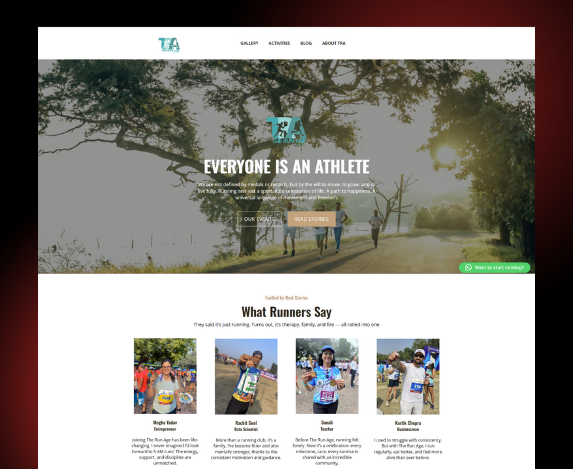 TRA
GALLERY ACTIVITIES BLOG ABOUT TRA
EVERYONE IS AN ATHLETE
We are not defined by medals or records, but by the will to move, to grow, and to
live fully. Running isn't just a sport, it's a celebration of life. A path to happiness. A
universal language of movement and freedom.
OUR EVENTS
READ STORIES
Want to start running?
Fuelled by Real Stories
What Runners Say
They said it's just running. Turns out, it's therapy, family, and fire — all rolled into one
Megha Yadav
Entrepreneur
Joining The Run Age has been life-
changing. I never imagined I'd look
forward to 5 AM runs! The energy,
support, and discipline are
unmatched.
Rachit Goel
Data Scientist
More than a running club, it's a
family. I've become fitter and also
mentally stronger, thanks to the
consistent motivation and guidance.
Sonali
Teacher
Before The Run Age, running felt
lonely. Now it's a celebration: every
milestone, race, every sunrise is
shared with an incredible
community.
Kartik Chopra
Businessman
I used to struggle with consistency.
But with The Run Age, I run
regularly, eat better, and feel more
alive than ever before.